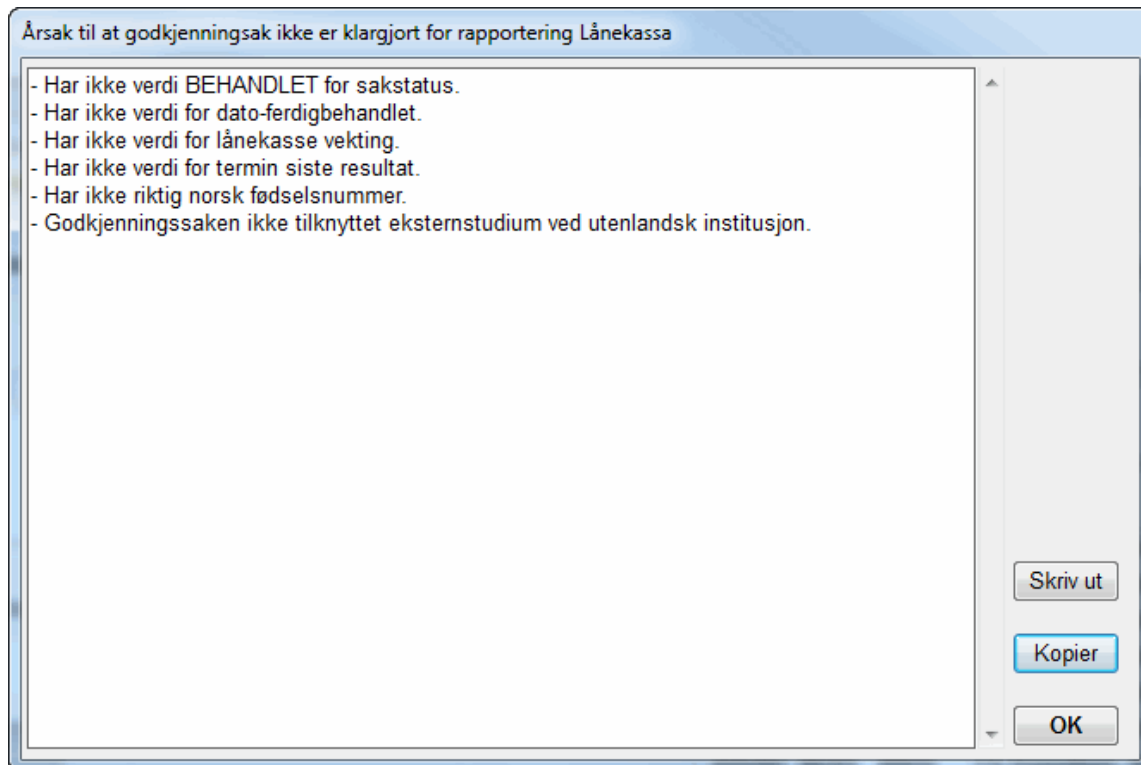 Årsak til at godkjenningsak ikke er klargjort for rapportering Lånekassa
- Har ikke verdi BEHANDLET for sakstatus.
- Har ikke verdi for dato-ferdigbehandlet.
- Har ikke verdi for lånekasse vekting.
- Har ikke verdi for termin siste resultat.
- Har ikke riktig norsk fødselsnummer.
- Godkjenningssaken ikke tilknyttet eksternstudium ved utenlandsk institusjon.
Skriv ut
Kopier
OK